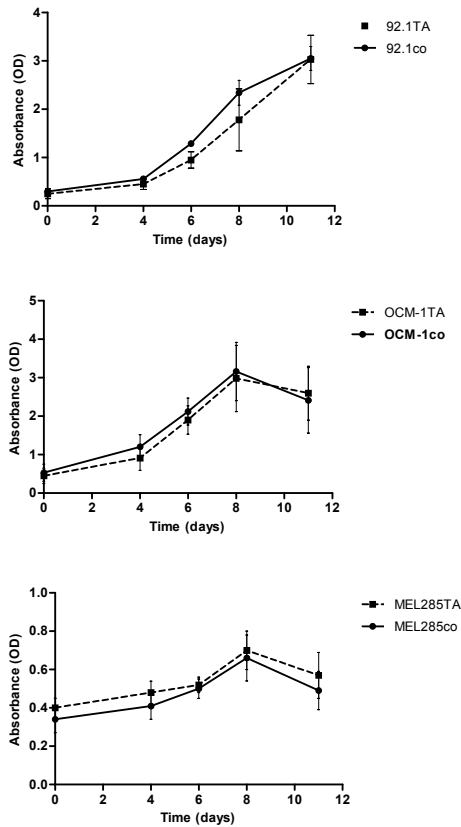 4
3
2
1
0
Absorbance (OD)
0 2 4 6 8 10 12
Time (days)
92.1TA
92.1co
5
4
3
2
1
0
Absorbance (OD)
0 2 4 6 8 10 12
Time (days)
OCM-1TA
OCM-1co
1.0
0.8
0.6
0.4
0.2
0.0
Absorbance (OD)
0 2 4 6 8 10 12
Time (days)
MEL285TA
MEL285co